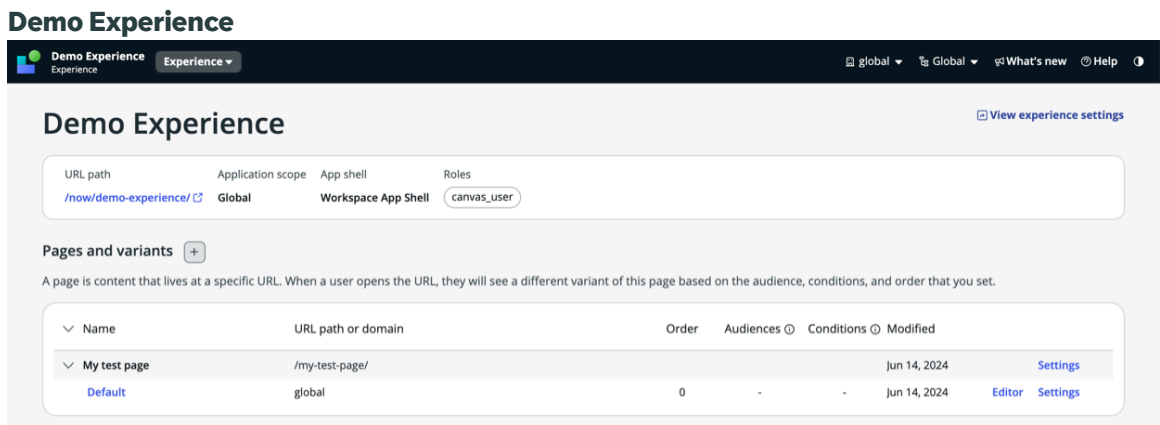 Demo Experience
Demo Experience
Experience
Experience
global
Global
What's new
Help
Demo Experience
View experience settings
URL path Application scope App shell Roles
/now/demo-experience/ Global Workspace App Shell canvas_user
Pages and variants +
A page is content that lives at a specific URL. When a user opens the URL, they will see a different variant of this page based on the audience, conditions, and order that you set.
Name URL path or domain Order Audiences Conditions Modified
My test page /my-test-page/ Jun 14, 2024 Settings
Default global 0 - - Jun 14, 2024 Editor Settings